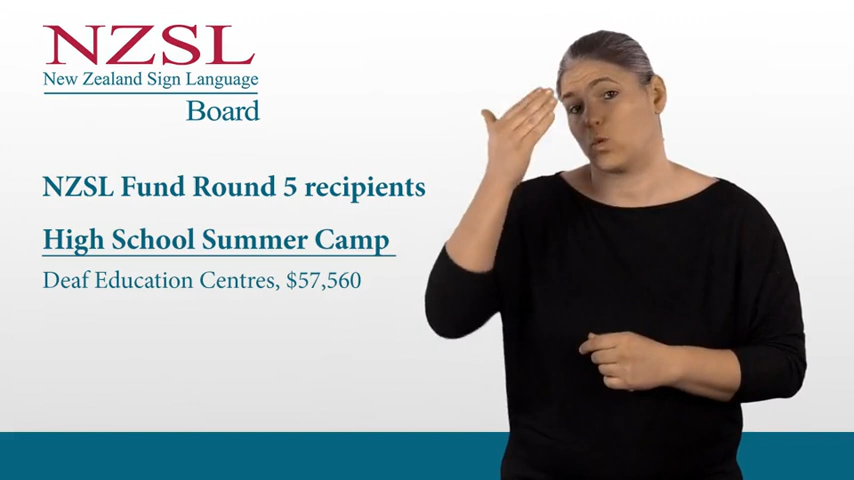 NZSL
New Zealand Sign Language
Board
NZSL Fund Round 5 recipients
High School Summer Camp
Deaf Education Centres, $57,560